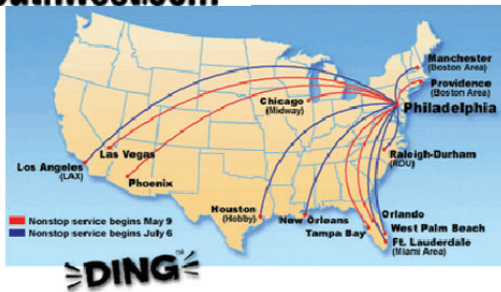 southwest.com
Manchester
(Boston Area)
Providence
(Boston Area)
Philadelphia
Chicago
(Midway)
Las Vegas
Los Angeles
(LAX)
Phoenix
Raleigh-Durham
(RDU)
Houston
(Hobby)
New Orleans
Orlando
Tampa Bay
West Palm Beach
Ft. Lauderdale
(Miami Area)
Nonstop service begins May 9
Nonstop service begins July 6
DING